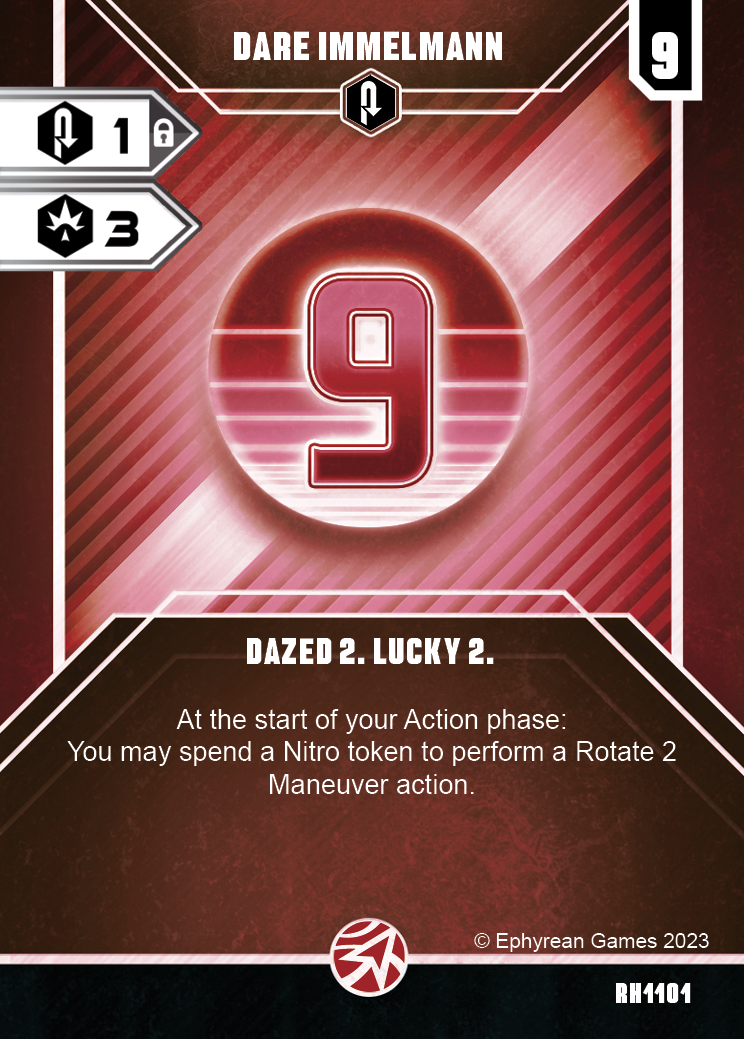 DARE IMMELMANN
9
1
3
9
DAZED 2. LUCKY 2.
At the start of your Action phase:
You may spend a Nitro token to perform a Rotate 2
Maneuver action.
© Ephyrean Games 2023
RH1101